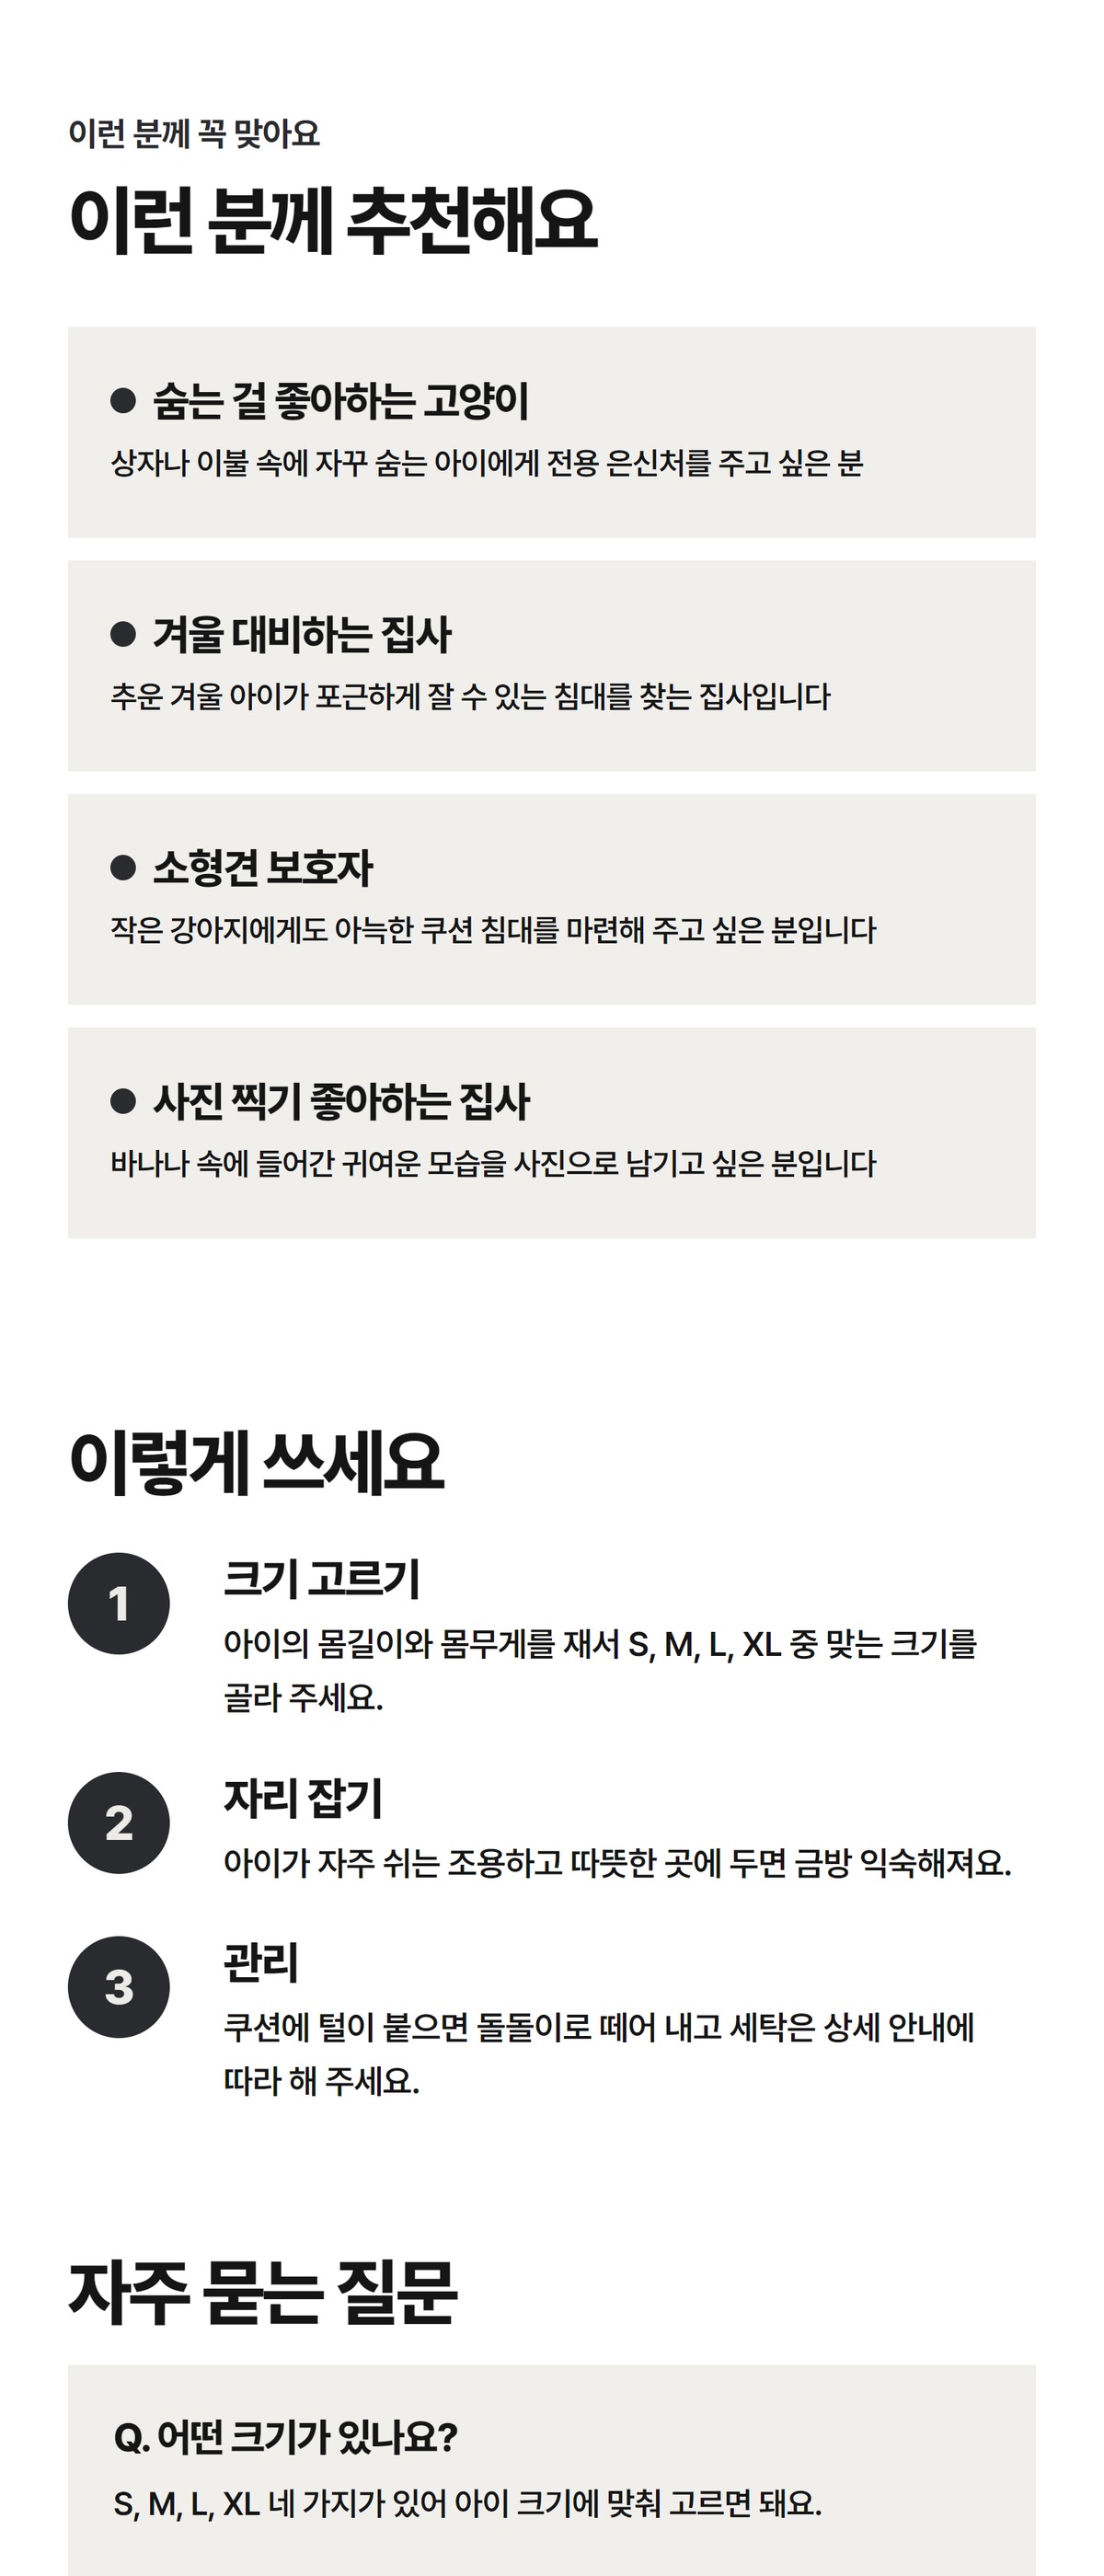 이런 분께 꼭 맞아요
이런 분께 추천해요
숨는 걸 좋아하는 고양이
상자나 이불 속에 자꾸 숨는 아이에게 전용 은신처를 주고 싶은 분
겨울 대비하는 집사
추운 겨울 아이가 포근하게 잘 수 있는 침대를 찾는 집사입니다
소형견 보호자
작은 강아지에게도 아늑한 쿠션 침대를 마련해 주고 싶은 분입니다
사진 찍기 좋아하는 집사
바나나 속에 들어간 귀여운 모습을 사진으로 남기고 싶은 분입니다
이렇게 쓰세요
1
크기 고르기
아이의 몸길이와 몸무게를 재서 S, M, L, XL 중 맞는 크기를
골라 주세요.
2
자리 잡기
아이가 자주 쉬는 조용하고 따뜻한 곳에 두면 금방 익숙해져요.
3
관리
쿠션에 털이 붙으면 돌돌이로 떼어 내고 세탁은 상세 안내에
따라 해 주세요.
자주 묻는 질문
Q. 어떤 크기가 있나요?
S, M, L, XL 네 가지가 있어 아이 크기에 맞춰 고르면 돼요.